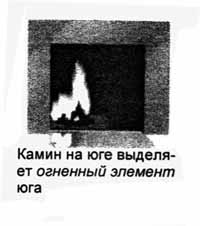 Камин на юге выделя-
ет огненный элемент
юга